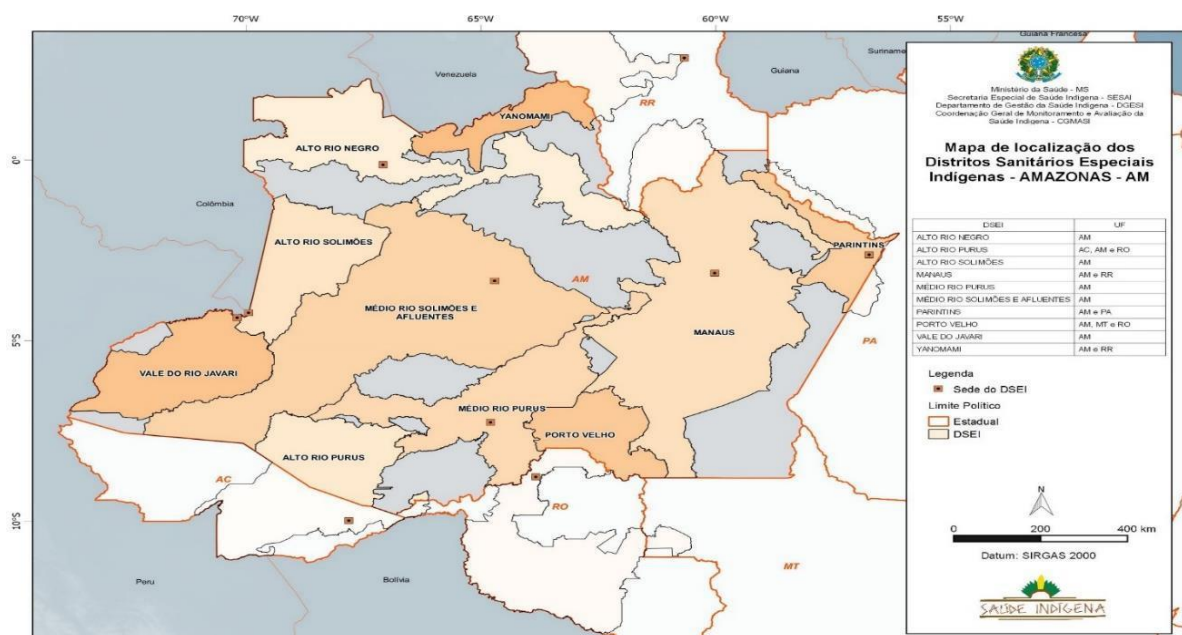 70°W
65°W
60°W
55°W
0°
5°S
10°S
Venezuela
Guiana
Suriname
Guiana Francesa
Colômbia
Peru
Bolívia
RR
AM
PA
AC
RO
MT
YANOMAMI
ALTO RIO NEGRO
ALTO RIO SOLIMÕES
PARINTINS
MÉDIO RIO SOLIMÕES E
AFLUENTES
MANAUS
VALE DO RIO JAVARI
MÉDIO RIO PURUS
PORTO VELHO
ALTO RIO PURUS
Ministério da Saúde - MS
Secretaria Especial de Saúde Indígena - SESAI
Departamento de Gestão da Saúde Indígena - DGESI
Coordenação Geral de Monitoramento e Avaliação da
Saúde Indígena - CGMASI
Mapa de localização dos
Distritos Sanitários Especiais
Indígenas - AMAZONAS - AM
DSEI UF
ALTO RIO NEGRO AM
ALTO RIO PURUS AC, AM e RO
ALTO RIO SOLIMÕES AM
MANAUS AM e RR
MÉDIO RIO PURUS AM
MÉDIO RIO SOLIMÕES E AFLUENTES AM
PARINTINS AM e PA
PORTO VELHO AM, MT e RO
VALE DO JAVARI AM
YANOMAMI AM e RR
Legenda
Sede do DSEI
Limite Político
Estadual
DSEI
N
0 200 400 km
Datum: SIRGAS 2000
SAÚDE INDÍGENA